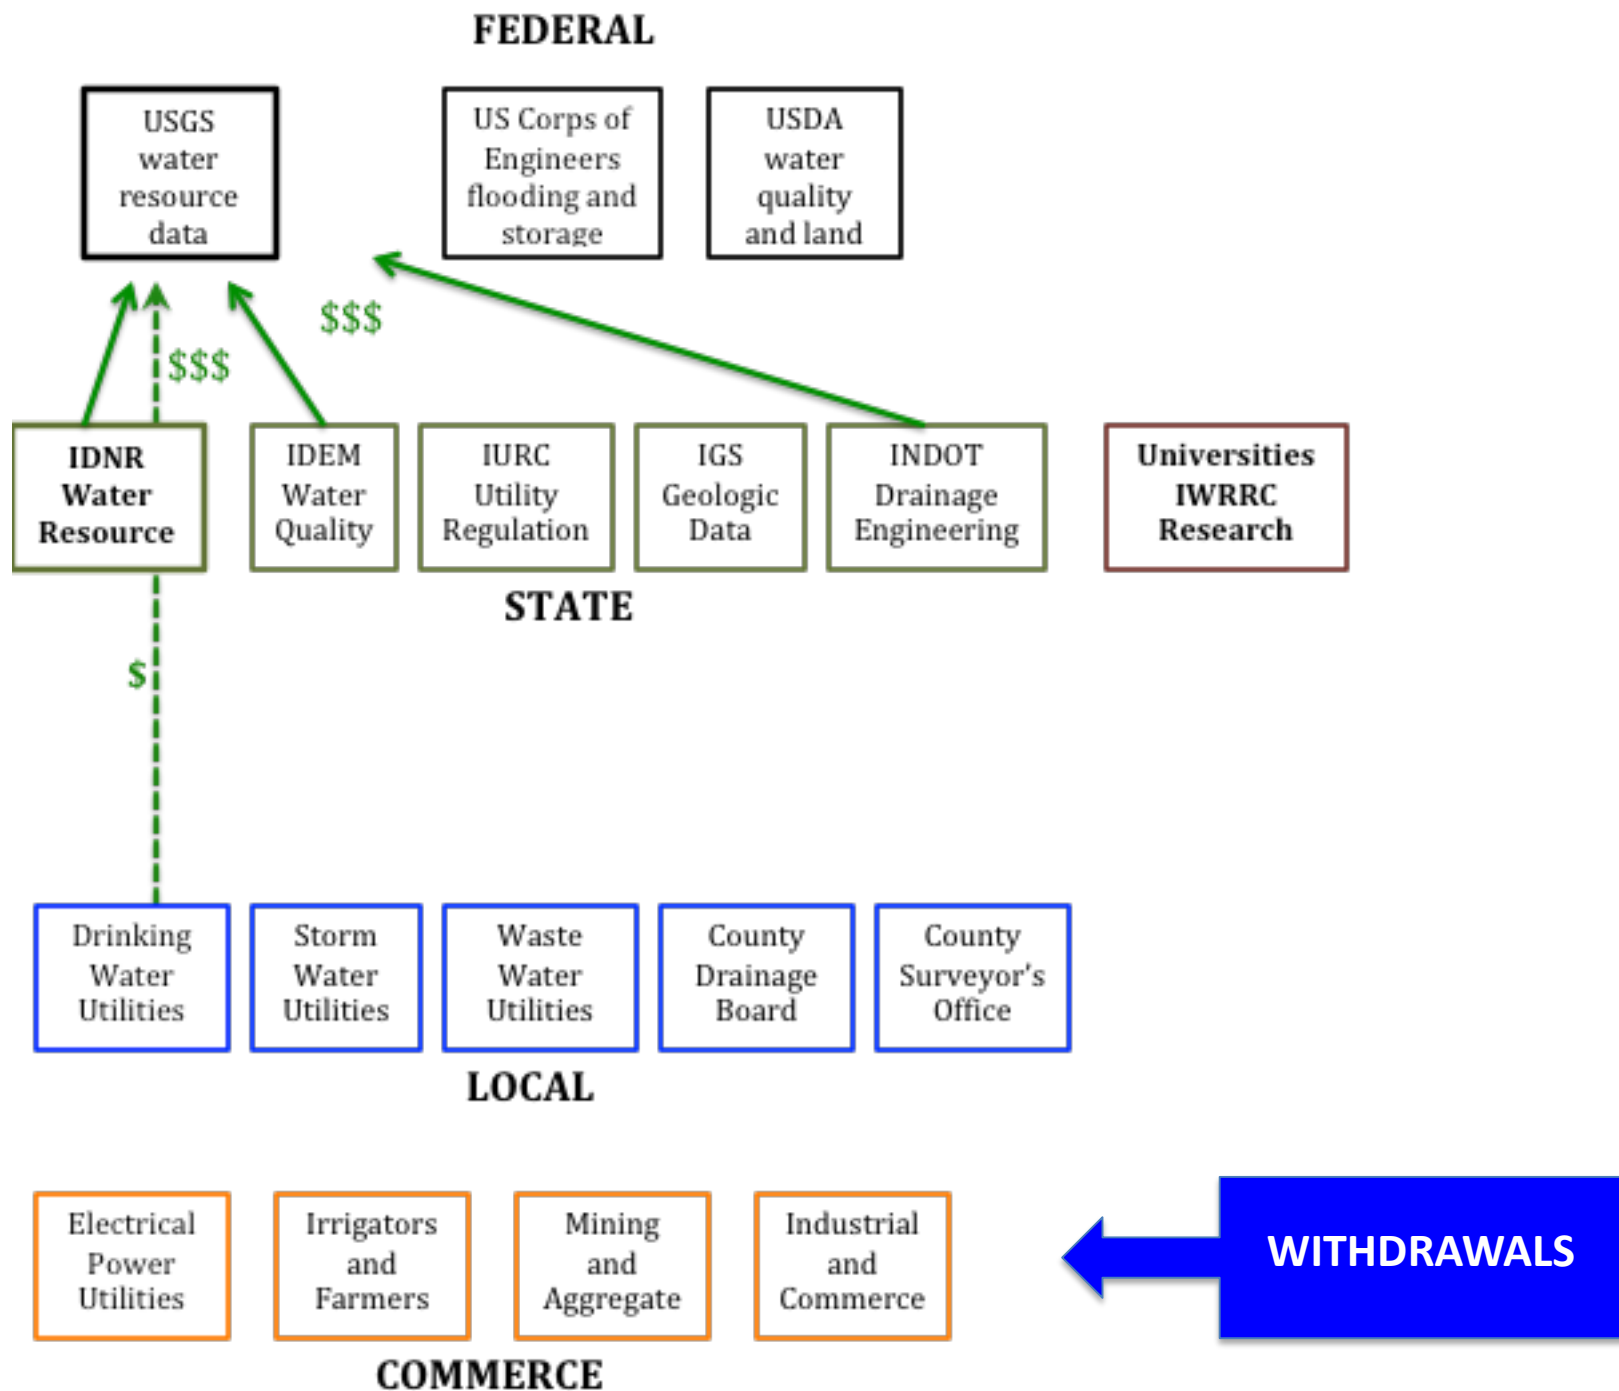 FEDERAL
USGS
water
resource
data
US Corps of
Engineers
flooding and
storage
USDA
water
quality
and land
$$$
$$$
IDNR
Water
Resource
IDEM
Water
Quality
IURC
Utility
Regulation
IGS
Geologic
Data
INDOT
Drainage
Engineering
Universities
IWRRC
Research
STATE
$
Drinking
Water
Utilities
Storm
Water
Utilities
Waste
Water
Utilities
County
Drainage
Board
County
Surveyor's
Office
LOCAL
Electrical
Power
Utilities
Irrigators
and
Farmers
Mining
and
Aggregate
Industrial
and
Commerce
WITHDRAWALS
COMMERCE